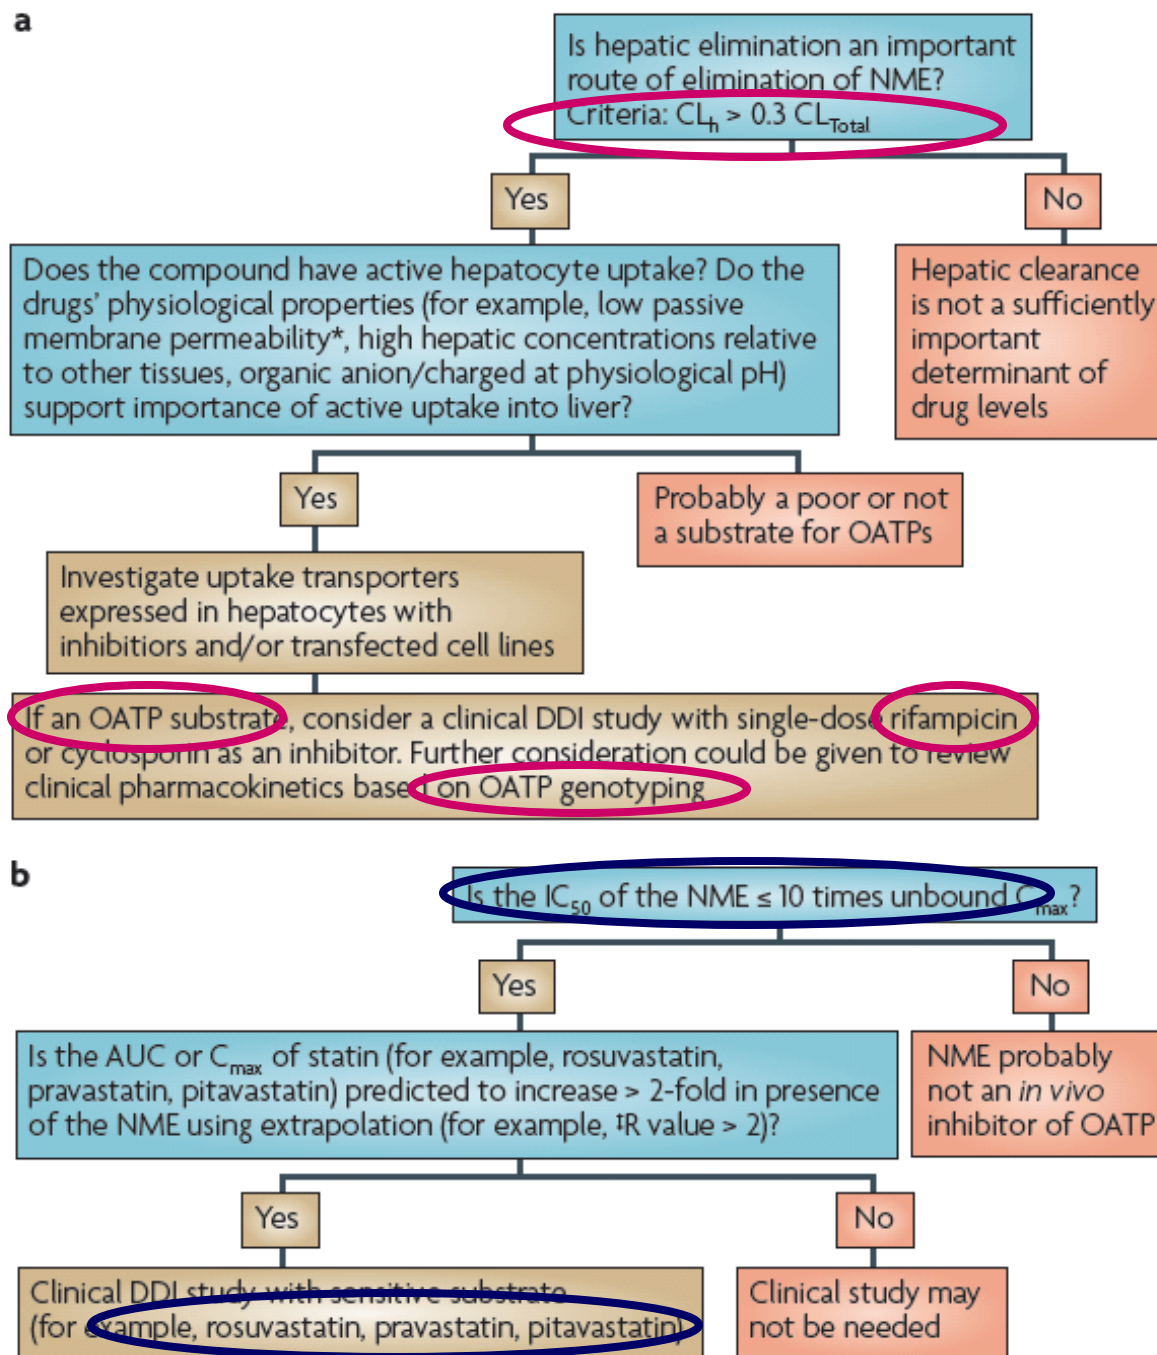 a
Is hepatic elimination an important
route of elimination of NME?
Criteria: CLh > 0.3 CLTotal
Yes
No
Does the compound have active hepatocyte uptake? Do the
drugs’ physiological properties (for example, low passive
membrane permeability*, high hepatic concentrations relative
to other tissues, organic anion/charged at physiological pH)
support importance of active uptake into liver?
Hepatic clearance
is not a sufficiently
important
determinant of
drug levels
Yes
Probably a poor or not
a substrate for OATPs
Investigate uptake transporters
expressed in hepatocytes with
inhibitiors and/or transfected cell lines
If an OATP substrate, consider a clinical DDI study with single-dose rifampicin
or cyclosporin as an inhibitor. Further consideration could be given to review
clinical pharmacokinetics based on OATP genotyping
b
Is the IC50 of the NME ≤ 10 times unbound Cmax?
Yes
No
Is the AUC or Cmax of statin (for example, rosuvastatin,
pravastatin, pitavastatin) predicted to increase > 2-fold in presence
of the NME using extrapolation (for example, ‡R value > 2)?
NME probably
not an in vivo
inhibitor of OATP
Yes
No
Clinical DDI study with sensitive substrate
(for example, rosuvastatin, pravastatin, pitavastatin)
Clinical study may
not be needed